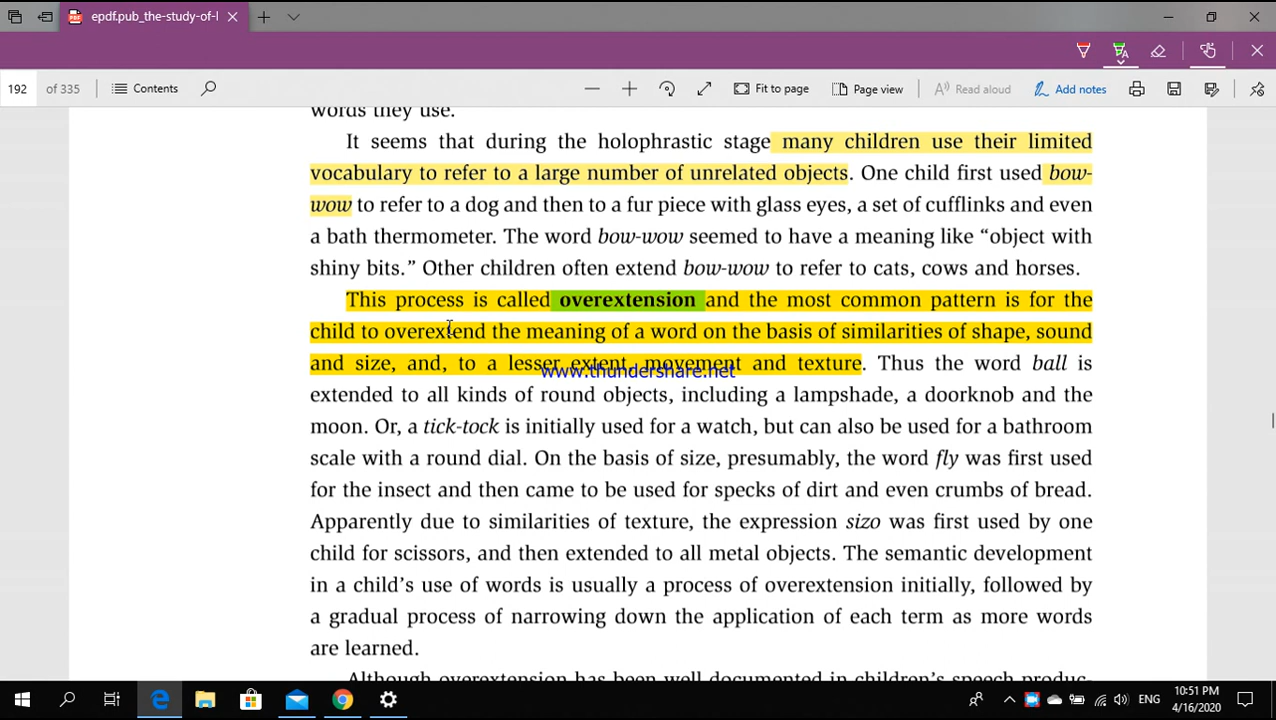 epdf.pub_the-study-of-l
192 of 335 Contents Fit to page Page view Read aloud Add notes
words they use.
It seems that during the holophrastic stage many children use their limited
vocabulary to refer to a large number of unrelated objects. One child first used bow-
wow to refer to a dog and then to a fur piece with glass eyes, a set of cufflinks and even
a bath thermometer. The word bow-wow seemed to have a meaning like “object with
shiny bits.” Other children often extend bow-wow to refer to cats, cows and horses.
This process is called overextension and the most common pattern is for the
child to overextend the meaning of a word on the basis of similarities of shape, sound
and size, and, to a lesser extent, movement and texture. Thus the word ball is
www.thundershare.net
extended to all kinds of round objects, including a lampshade, a doorknob and the
moon. Or, a tick-tock is initially used for a watch, but can also be used for a bathroom
scale with a round dial. On the basis of size, presumably, the word fly was first used
for the insect and then came to be used for specks of dirt and even crumbs of bread.
Apparently due to similarities of texture, the expression sizo was first used by one
child for scissors, and then extended to all metal objects. The semantic development
in a child’s use of words is usually a process of overextension initially, followed by
a gradual process of narrowing down the application of each term as more words
are learned.
Although overextension has been well documented in children’s speech produc-
ENG
10:51 PM
4/16/2020